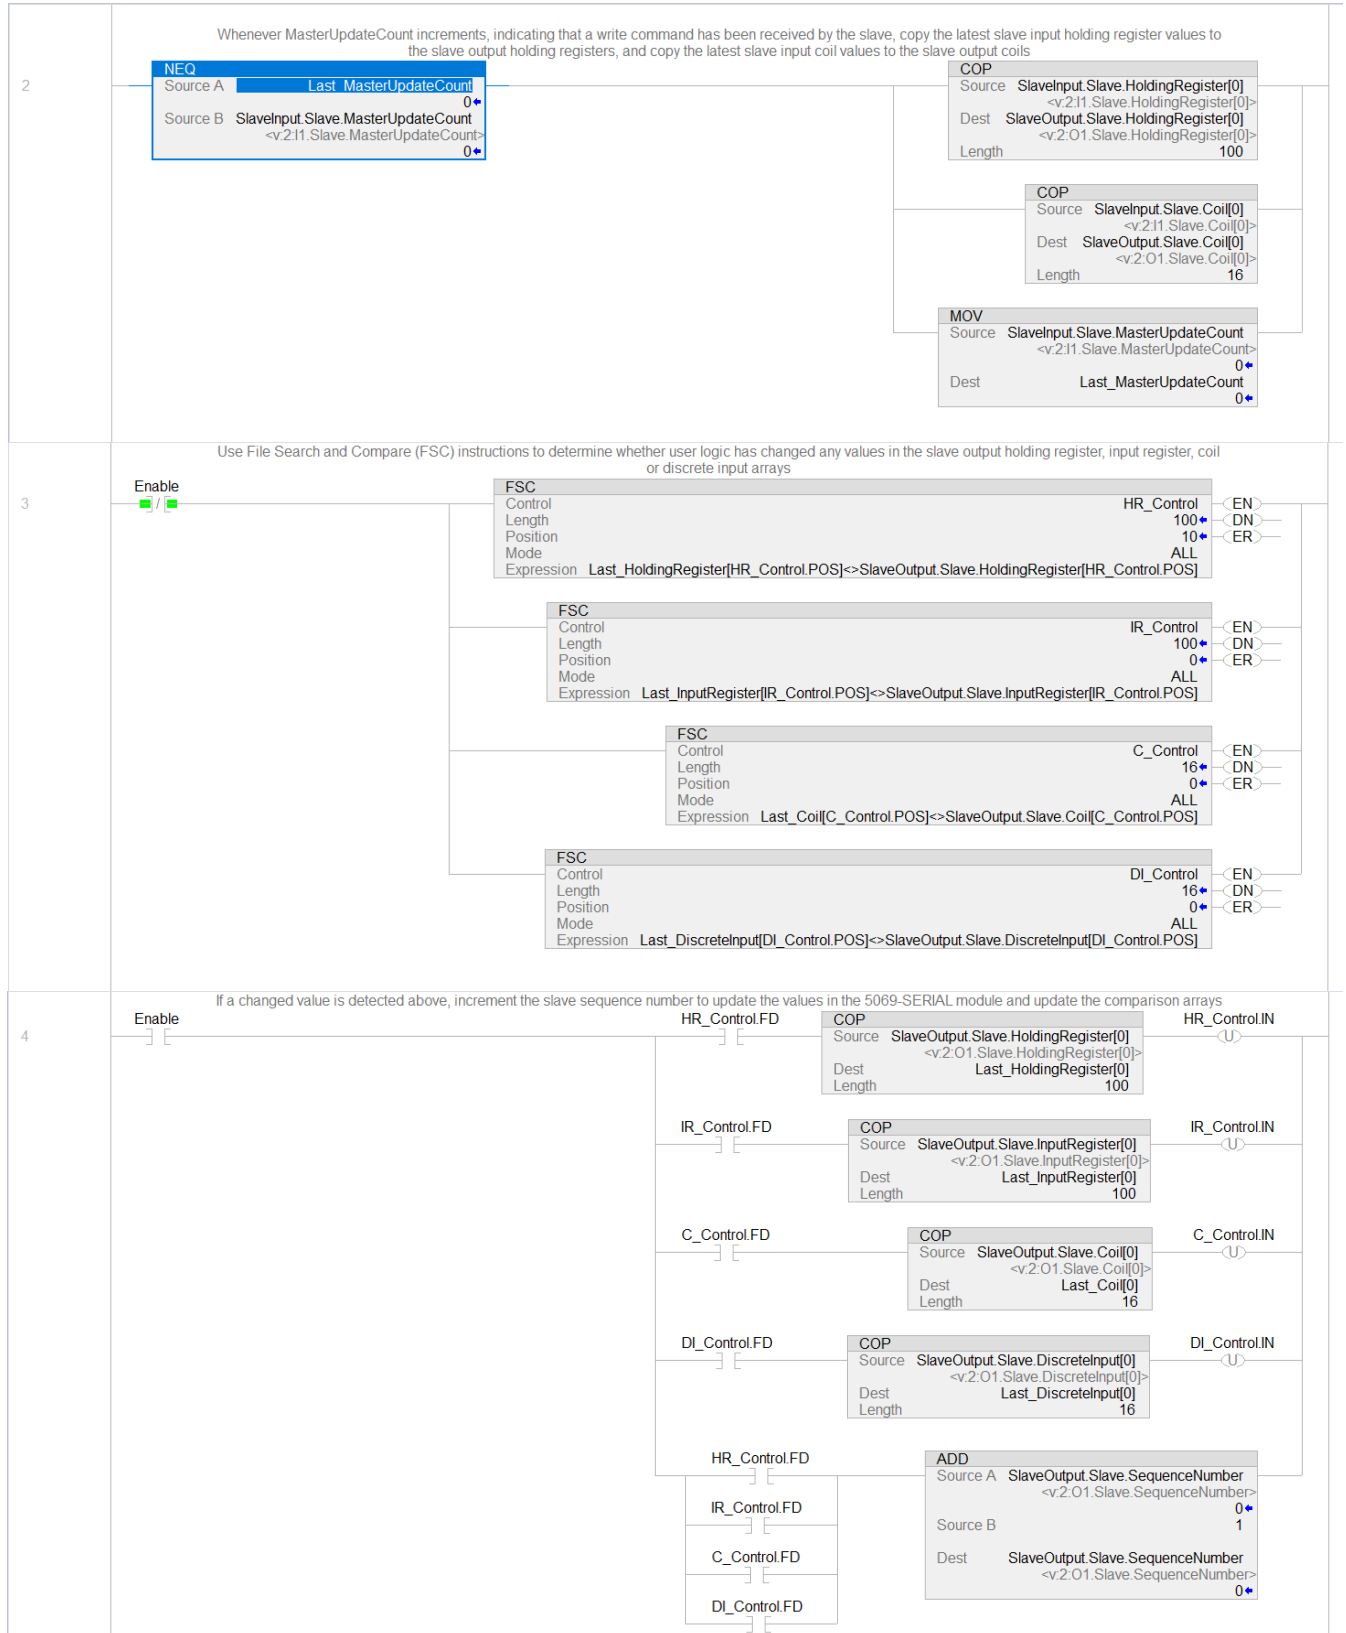 Whenever MasterUpdateCount increments, indicating that a write command has been received by the slave, copy the latest slave input holding register values to
the slave output holding registers, and copy the latest slave input coil values to the slave output coils
2
NEQ
Source A Last_MasterUpdateCount
0
Source B SlaveInput.Slave.MasterUpdateCount
<v:2:I1.Slave.MasterUpdateCount>
0
COP
Source SlaveInput.Slave.HoldingRegister[0]
<v:2:I1.Slave.HoldingRegister[0]>
Dest SlaveOutput.Slave.HoldingRegister[0]
<v:2:O1.Slave.HoldingRegister[0]>
Length 100
COP
Source SlaveInput.Slave.Coil[0]
<v:2:I1.Slave.Coil[0]>
Dest SlaveOutput.Slave.Coil[0]
<v:2:O1.Slave.Coil[0]>
Length 16
MOV
Source SlaveInput.Slave.MasterUpdateCount
<v:2:I1.Slave.MasterUpdateCount>
0
Dest Last_MasterUpdateCount
0
Use File Search and Compare (FSC) instructions to determine whether user logic has changed any values in the slave output holding register, input register, coil
or discrete input arrays
3
Enable
FSC
Control HR_Control
Length 100
Position 10
Mode ALL
Expression Last_HoldingRegister[HR_Control.POS]<>SlaveOutput.Slave.HoldingRegister[HR_Control.POS]
EN
DN
ER
FSC
Control IR_Control
Length 100
Position 0
Mode ALL
Expression Last_InputRegister[IR_Control.POS]<>SlaveOutput.Slave.InputRegister[IR_Control.POS]
EN
DN
ER
FSC
Control C_Control
Length 16
Position 0
Mode ALL
Expression Last_Coil[C_Control.POS]<>SlaveOutput.Slave.Coil[C_Control.POS]
EN
DN
ER
FSC
Control DI_Control
Length 16
Position 0
Mode ALL
Expression Last_DiscreteInput[DI_Control.POS]<>SlaveOutput.Slave.DiscreteInput[DI_Control.POS]
EN
DN
ER
If a changed value is detected above, increment the slave sequence number to update the values in the 5069-SERIAL module and update the comparison arrays
4
Enable
HR_Control.FD
COP
Source SlaveOutput.Slave.HoldingRegister[0]
<v:2:O1.Slave.HoldingRegister[0]>
Dest Last_HoldingRegister[0]
Length 100
HR_Control.IN
U
IR_Control.FD
COP
Source SlaveOutput.Slave.InputRegister[0]
<v:2:O1.Slave.InputRegister[0]>
Dest Last_InputRegister[0]
Length 100
IR_Control.IN
U
C_Control.FD
COP
Source SlaveOutput.Slave.Coil[0]
<v:2:O1.Slave.Coil[0]>
Dest Last_Coil[0]
Length 16
C_Control.IN
U
DI_Control.FD
COP
Source SlaveOutput.Slave.DiscreteInput[0]
<v:2:O1.Slave.DiscreteInput[0]>
Dest Last_DiscreteInput[0]
Length 16
DI_Control.IN
U
HR_Control.FD
IR_Control.FD
C_Control.FD
DI_Control.FD
ADD
Source A SlaveOutput.Slave.SequenceNumber
<v:2:O1.Slave.SequenceNumber>
0
Source B 1
Dest SlaveOutput.Slave.SequenceNumber
<v:2:O1.Slave.SequenceNumber>
0